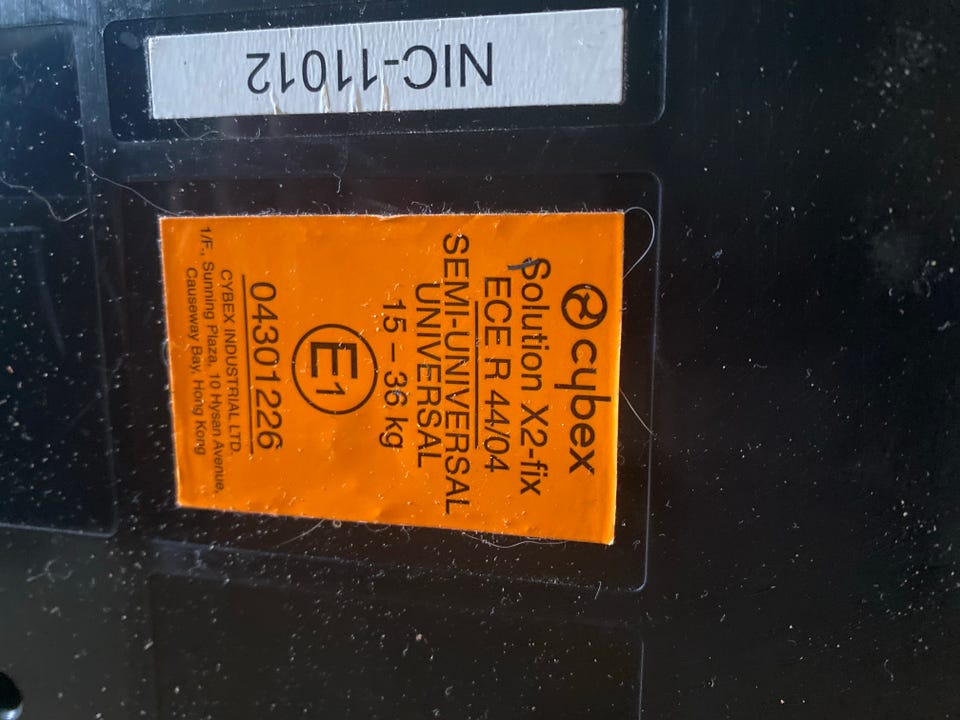 NIC-11012
cybex
Solution X2-fix
ECE R 44/04
SEMI-UNIVERSAL
UNIVERSAL
15 – 36 kg
E1
04301226
CYBEX INDUSTRIAL LTD.
1/F., Sunning Plaza, 10 Hysan Avenue,
Causeway Bay, Hong Kong